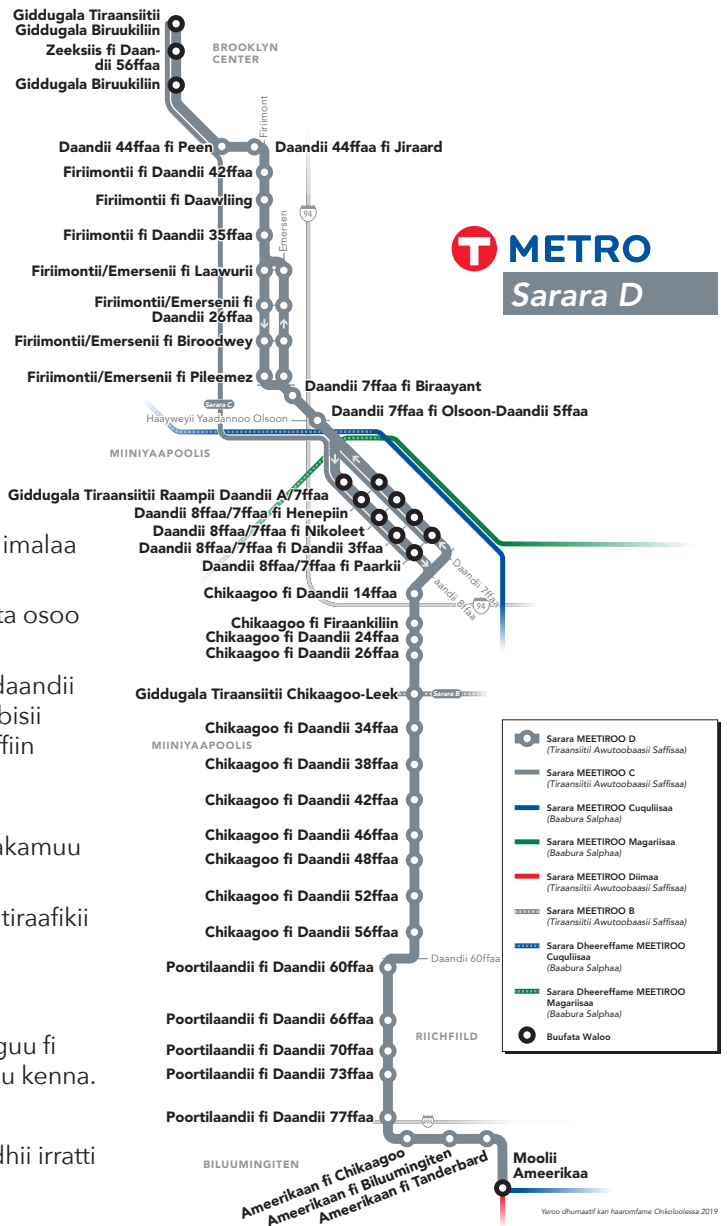 Giddugala Tiraansiitii
Giddugala Biruukiliin
Zeeksiis fi Daan-
dii 56ffaa
Giddugala Biruukiliin
BROOKLYN
CENTER
Firiimont
Daandii 44ffaa fi Peen
Daandii 44ffaa fi Jiraard
Firiimontii fi Daandii 42ffaa
Firiimontii fi Daawliing
94
Firiimontii fi Daandii 35ffaa
Emersen
Firiimontii/Emersenii fi Laawurii
Firiimontii/Emersenii fi
Daandii 26ffaa
Firiimontii/Emersenii fi Biroodwey
Firiimontii/Emersenii fi Pileemez
T METRO
Sarara D
Daandii 7ffaa fi Biraayant
Sarara C
Daandii 7ffaa fi Olsoon-Daandii 5ffaa
Haayweyii Yaadannoo Olsoon
MIINIYAAPOOLIS
Giddugala Tiraansiitii Raampii Daandii A/7ffaa
Daandii 8ffaa/7ffaa fi Henepiin
Daandii 8ffaa/7ffaa fi Nikoleet
Daandii 8ffaa/7ffaa fi Daandii 3ffaa
Daandii 8ffaa/7ffaa fi Paarkii
Daandii 7ffaa
aandii 8ffaa
94
imalaa
ta osoo
daandii
bisii
ffiin
akamuu
tiraafikii
guu fi
u kenna.
dhii irratti
Chikaagoo fi Daandii 14ffaa
Chikaagoo fi Firaankiliin
Chikaagoo fi Daandii 24ffaa
Chikaagoo fi Daandii 26ffaa
Giddugala Tiraansiitii Chikaagoo-Leek
Sarara B
Chikaagoo fi Daandii 34ffaa
MIINIYAAPOOLIS
Chikaagoo fi Daandii 38ffaa
Chikaagoo fi Daandii 42ffaa
Chikaagoo fi Daandii 46ffaa
Chikaagoo fi Daandii 48ffaa
Chikaagoo fi Daandii 52ffaa
Chikaagoo fi Daandii 56ffaa
Daandii 60ffaa
Poortilaandii fi Daandii 60ffaa
Poortilaandii fi Daandii 66ffaa
RIICHFIILD
Poortilaandii fi Daandii 70ffaa
Poortilaandii fi Daandii 73ffaa
Poortilaandii fi Daandii 77ffaa
494
BILUUMINGITEN
Ameerikaan fi Chikaagoo
Ameerikaan fi Biluumingiten
Ameerikaan fi Tanderbard
Moolii
Ameerikaa
Sarara MEETIROO D
(Tiraansiitii Awutoobaasii Saffisaa)
Sarara MEETIROO C
(Tiraansiitii Awutoobaasii Saffisaa)
Sarara MEETIROO Cuquliisaa
(Baabura Salphaa)
Sarara MEETIROO Magariisaa
(Baabura Salphaa)
Sarara MEETIROO Diimaa
(Tiraansiitii Awutoobaasii Saffisaa)
Sarara MEETIROO B
(Tiraansiitii Awutoobaasii Saffisaa)
Sarara Dheereffame MEETIROO
Cuquliisaa
(Baabura Salphaa)
Sarara Dheereffame MEETIROO
Magariisaa
(Baabura Salphaa)
Buufata Waloo
Yeroo dhumaatif kan haaromfame Onkoloolessa 2019